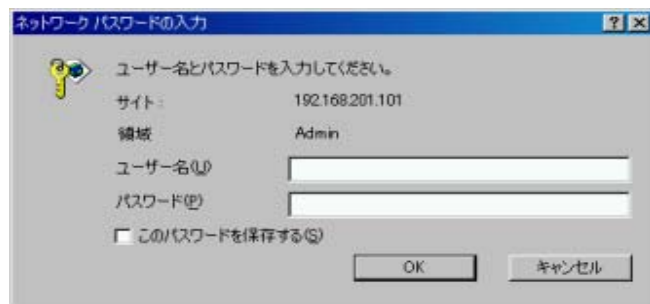 ネットワーク パスワードの入力
ユーザー名とパスワードを入力してください。
サイト: 192.168.201.101
領域 Admin
ユーザー名(U)
パスワード(P)
このパスワードを保存する(S)
OK キャンセル